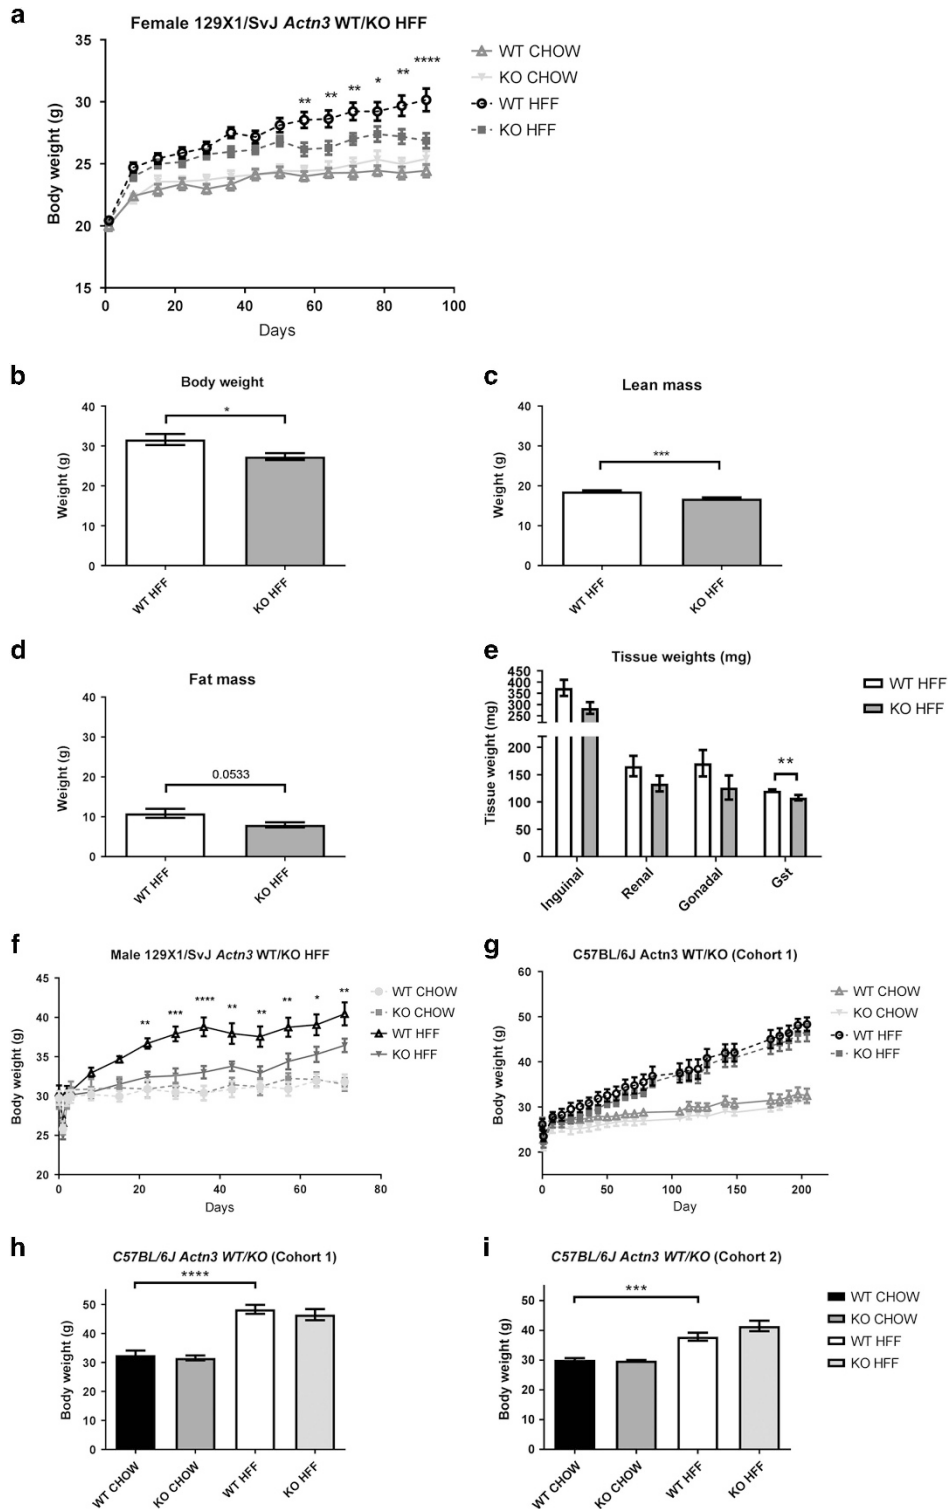 a
Female 129X1/SvJ Actn3 WT/KO HFF
35
30
25
20
15
Body weight (g)
0 20 40 60 80 100
Days
** ** ** * ** ****
WT CHOW
KO CHOW
WT HFF
KO HFF
b
Body weight
40
30
20
10
0
Weight (g)
*
WT HFF
KO HFF
c
Lean mass
40
30
20
10
0
Weight (g)
***
WT HFF
KO HFF
d
Fat mass
40
30
20
10
0
Weight (g)
0.0533
WT HFF
KO HFF
e
Tissue weights (mg)
450
400
350
300
250
200
150
100
50
0
Tissue weight (mg)
**
Inguinal
Renal
Gonadal
Gst
WT HFF
KO HFF
f
Male 129X1/SvJ Actn3 WT/KO HFF
45
40
35
30
25
20
Body weight (g)
0 20 40 60 80
Days
** *** **** ** ** ** * **
WT CHOW
KO CHOW
WT HFF
KO HFF
g
C57BL/6J Actn3 WT/KO (Cohort 1)
60
50
40
30
20
Body weight (g)
0 50 100 150 200
Day
WT CHOW
KO CHOW
WT HFF
KO HFF
h
C57BL/6J Actn3 WT/KO (Cohort 1)
50
40
30
20
10
0
Body weight (g)
****
WT CHOW
KO CHOW
WT HFF
KO HFF
i
C57BL/6J Actn3 WT/KO (Cohort 2)
50
40
30
20
10
0
Body weight (g)
***
WT CHOW
KO CHOW
WT HFF
KO HFF
WT CHOW
KO CHOW
WT HFF
KO HFF